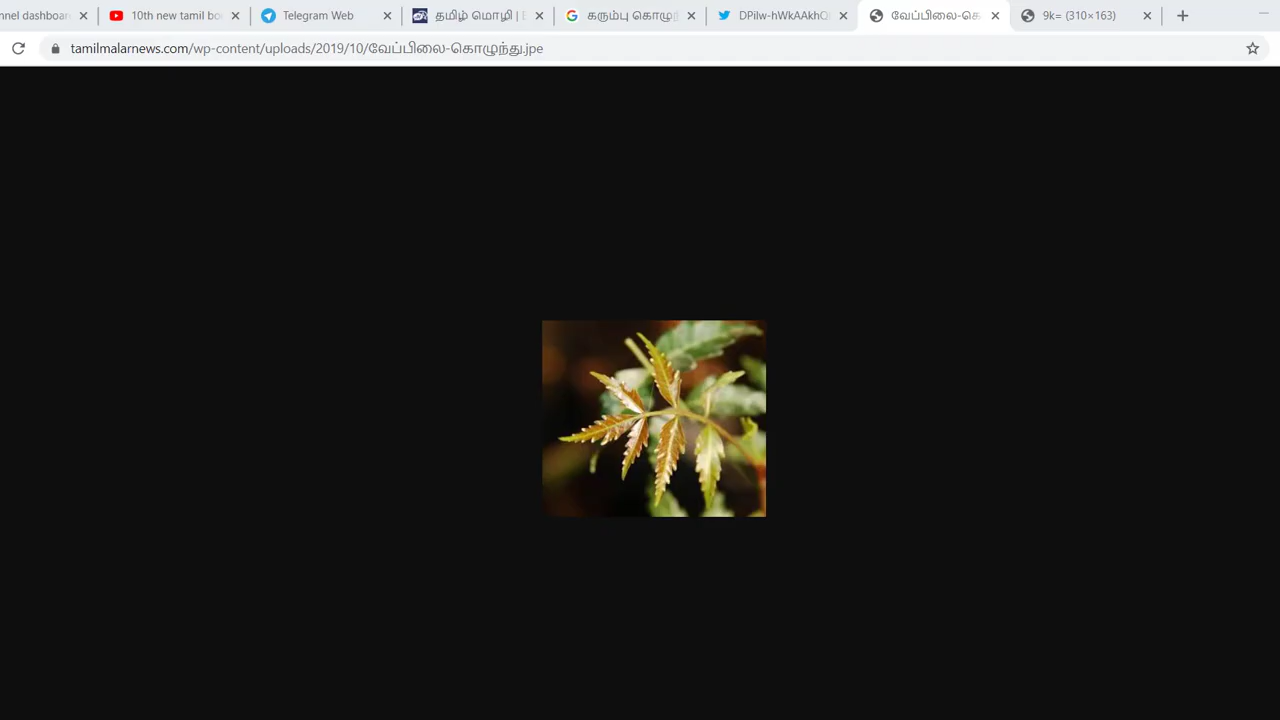 nnel dashboar
10th new tamil bo
Telegram Web
தமிழ் மொழி | B
கரும்பு கொழுந்
DPilw-hWkAAkhO
வேப்பிலை-கெ
9k= (310×163)
tamilmalarnews.com/wp-content/uploads/2019/10/வேப்பிலை-கொழுந்து.jpe